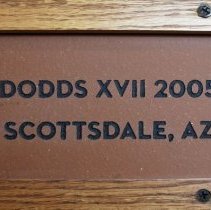 DODDS XVII 2005
SCOTTSDALE, AZ